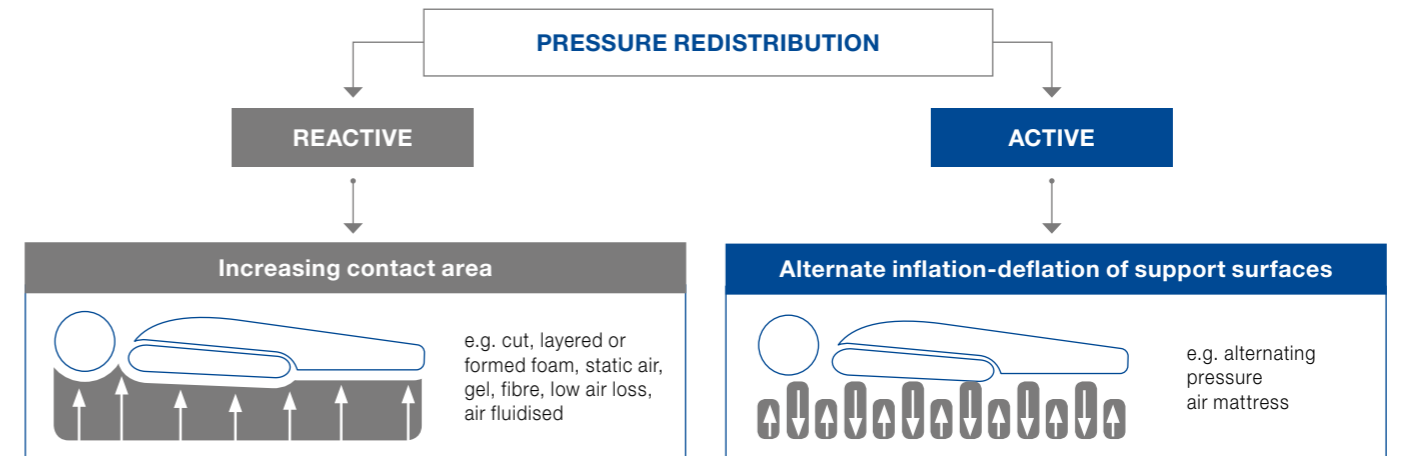 PRESSURE REDISTRIBUTION
REACTIVE
ACTIVE
Increasing contact area
e.g. cut, layered or
formed foam, static air,
gel, fibre, low air loss,
air fluidised
Alternate inflation-deflation of support surfaces
e.g. alternating
pressure
air mattress